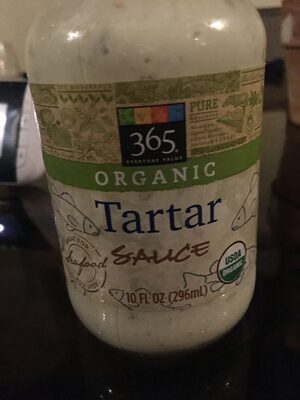 PURE
365
EVERYDAY VALUE
ORGANIC
Tartar
SAUCE
Seafood
USDA
ORGANIC
10 FL OZ (296mL)